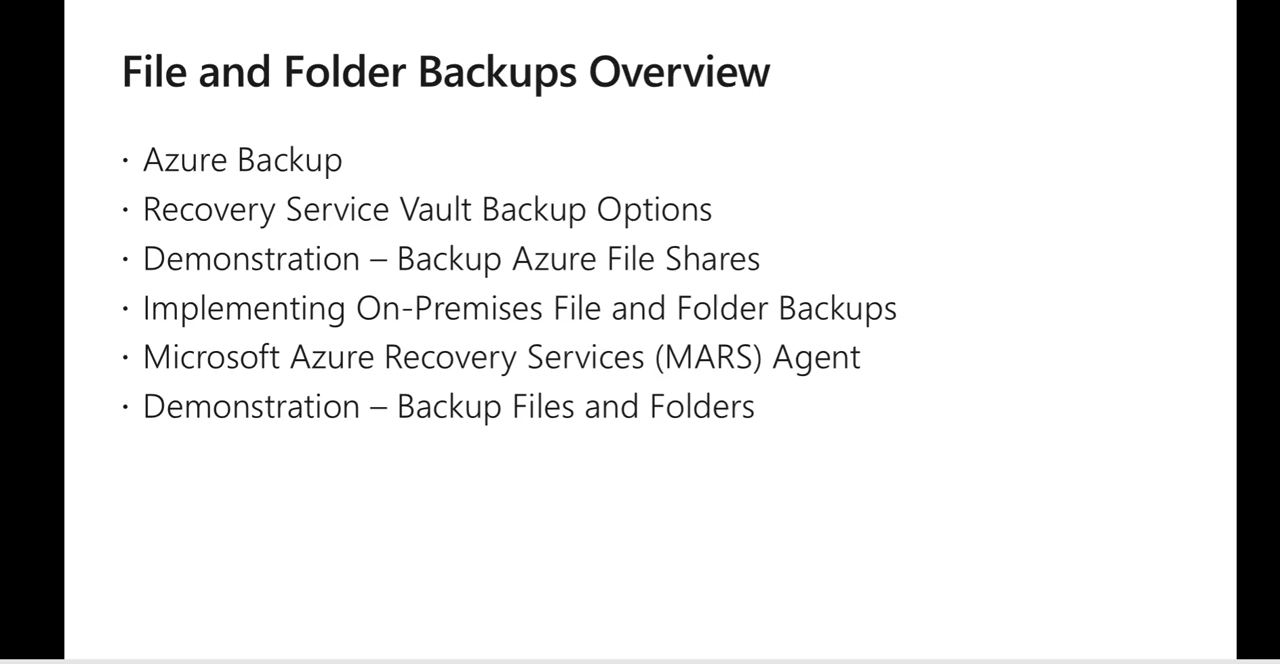 File and Folder Backups Overview
· Azure Backup
· Recovery Service Vault Backup Options
· Demonstration – Backup Azure File Shares
· Implementing On-Premises File and Folder Backups
· Microsoft Azure Recovery Services (MARS) Agent
· Demonstration – Backup Files and Folders